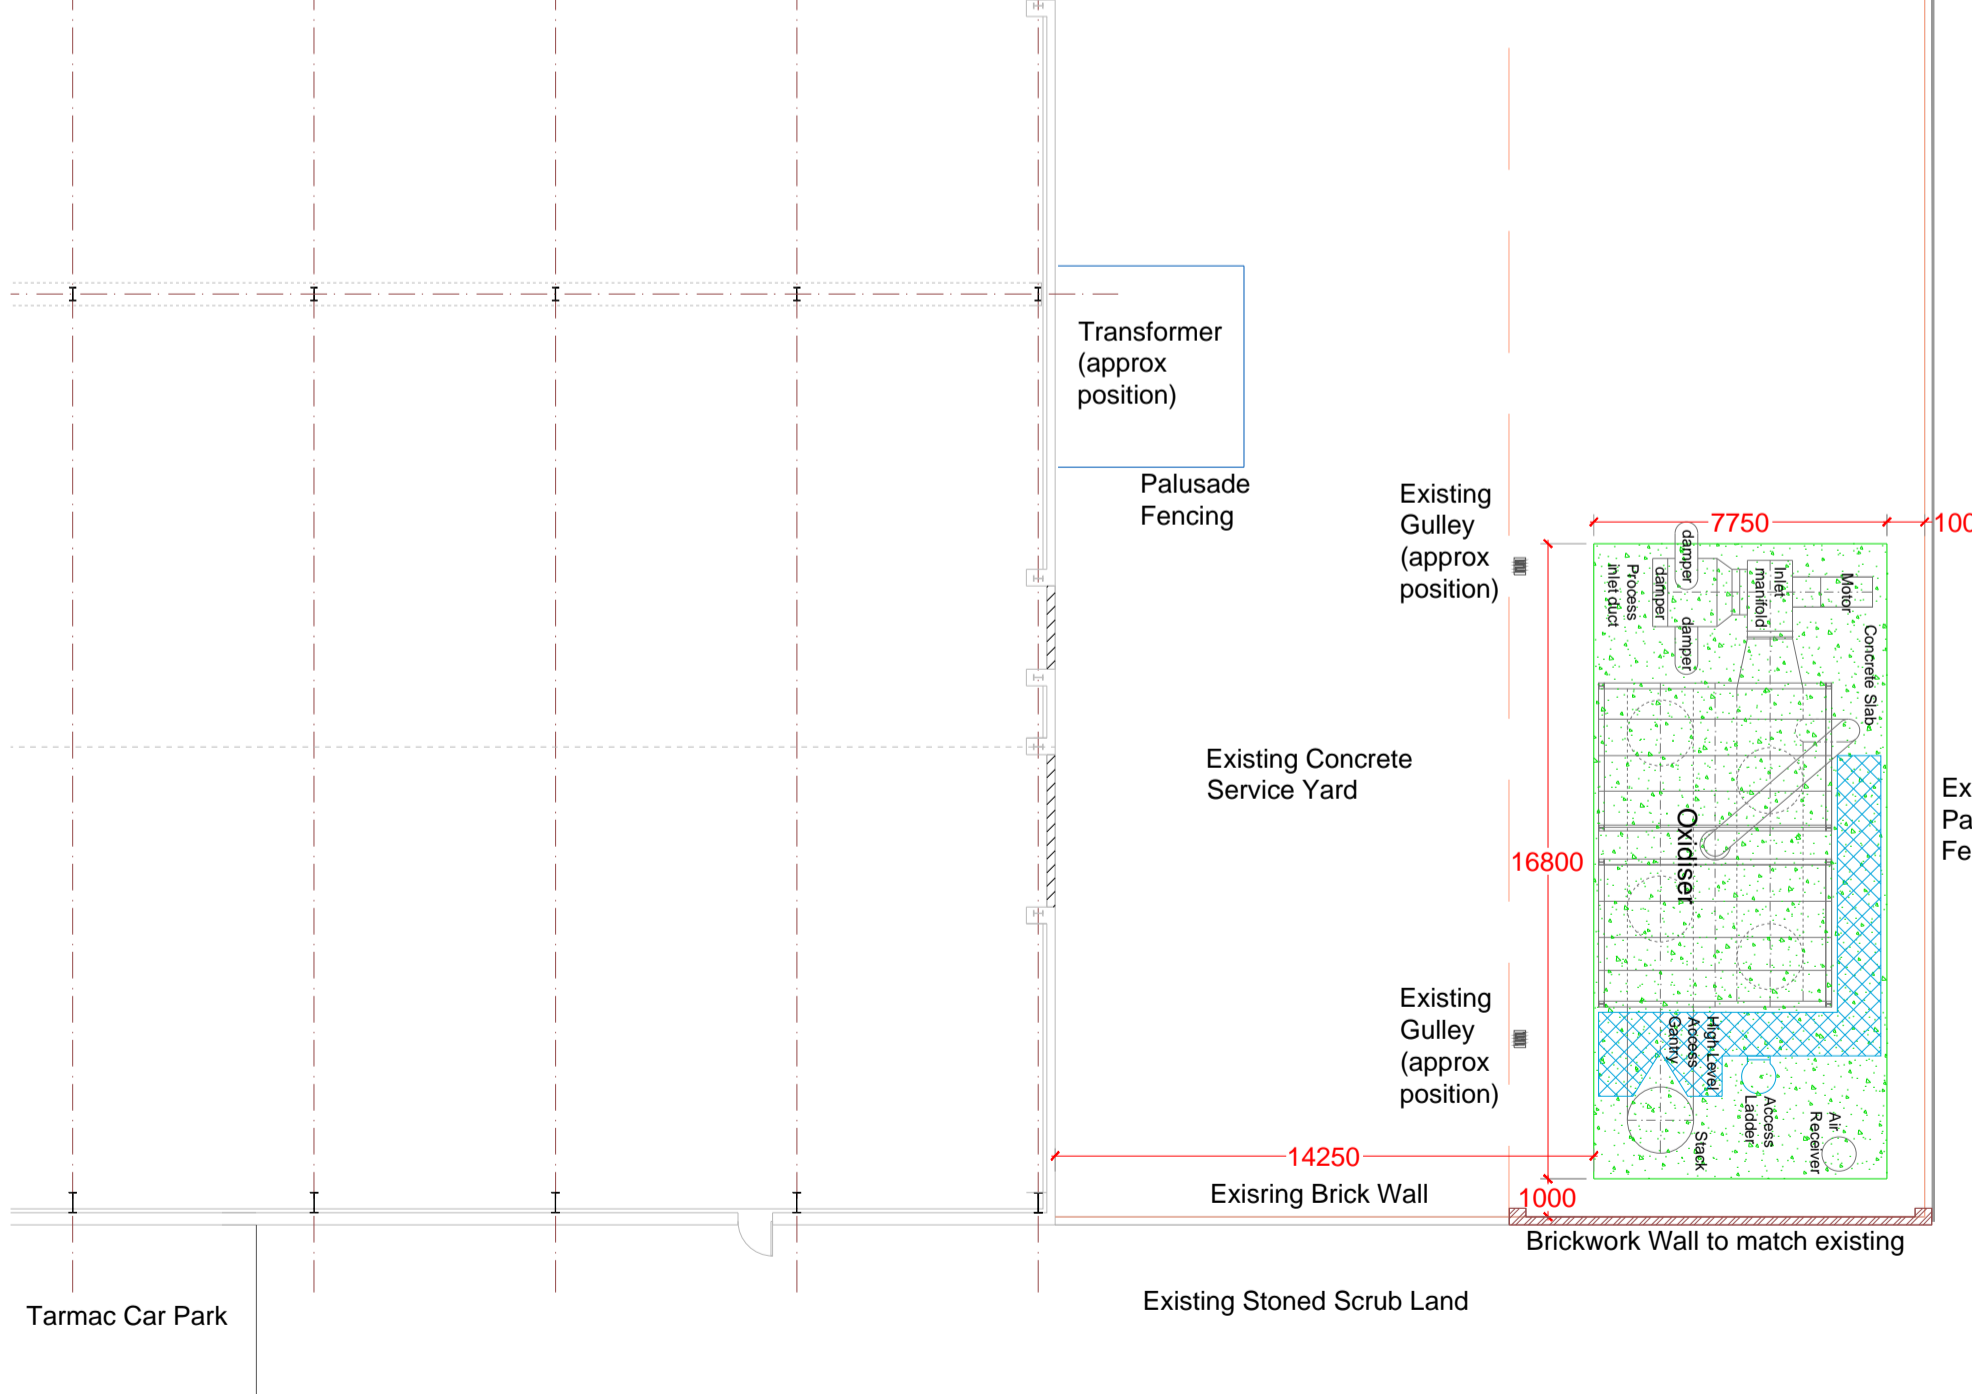 Transformer
(approx
position)
Palusade
Fencing
Existing
Gulley
(approx
position)
7750
100
damper
damper
damper
Process
inlet duct
Inlet
manifold
Motor
Concrete Slab
Existing Concrete
Service Yard
Oxidiser
16800
Ex
Pa
Fe
Existing
Gulley
(approx
position)
High Level
Access
Gantry
Access
Ladder
Air
Receiver
Stack
14250
1000
Exisring Brick Wall
Brickwork Wall to match existing
Existing Stoned Scrub Land
Tarmac Car Park